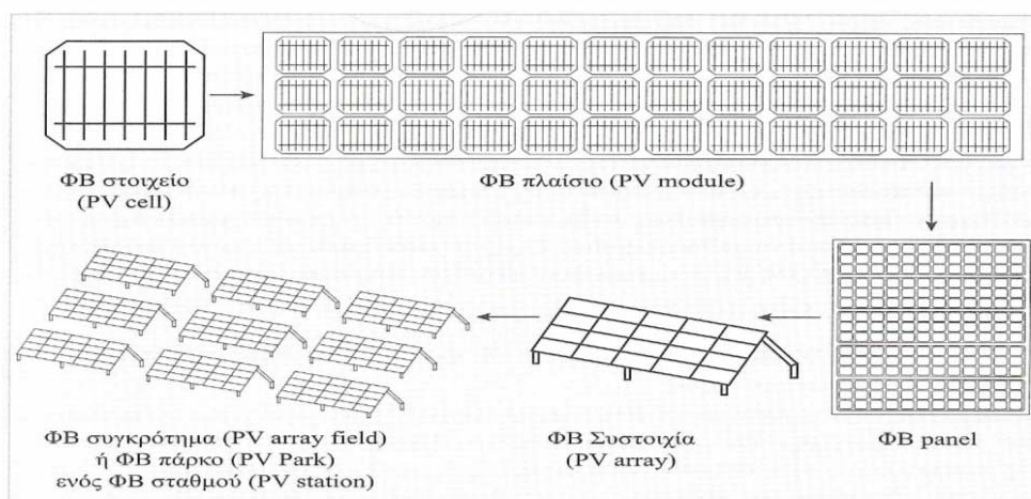 ΦΒ στοιχείο
(PV cell)
ΦΒ πλαίσιο (PV module)
ΦΒ συγκρότημα (PV array field)
ή ΦΒ πάρκο (PV Park)
ενός ΦΒ σταθμού (PV station)
ΦΒ Συστοιχία
(PV array)
ΦΒ panel